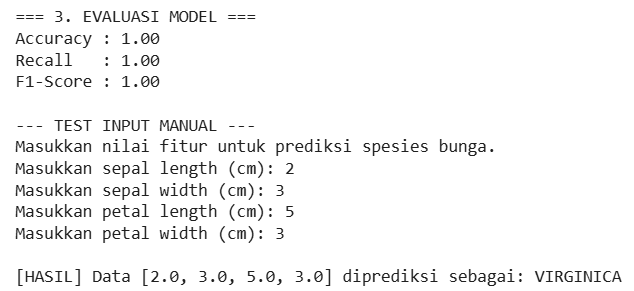 === 3. EVALUASI MODEL ===
Accuracy : 1.00
Recall   : 1.00
F1-Score : 1.00

--- TEST INPUT MANUAL ---
Masukkan nilai fitur untuk prediksi spesies bunga.
Masukkan sepal length (cm): 2
Masukkan sepal width (cm): 3
Masukkan petal length (cm): 5
Masukkan petal width (cm): 3

[HASIL] Data [2.0, 3.0, 5.0, 3.0] diprediksi sebagai: VIRGINICA